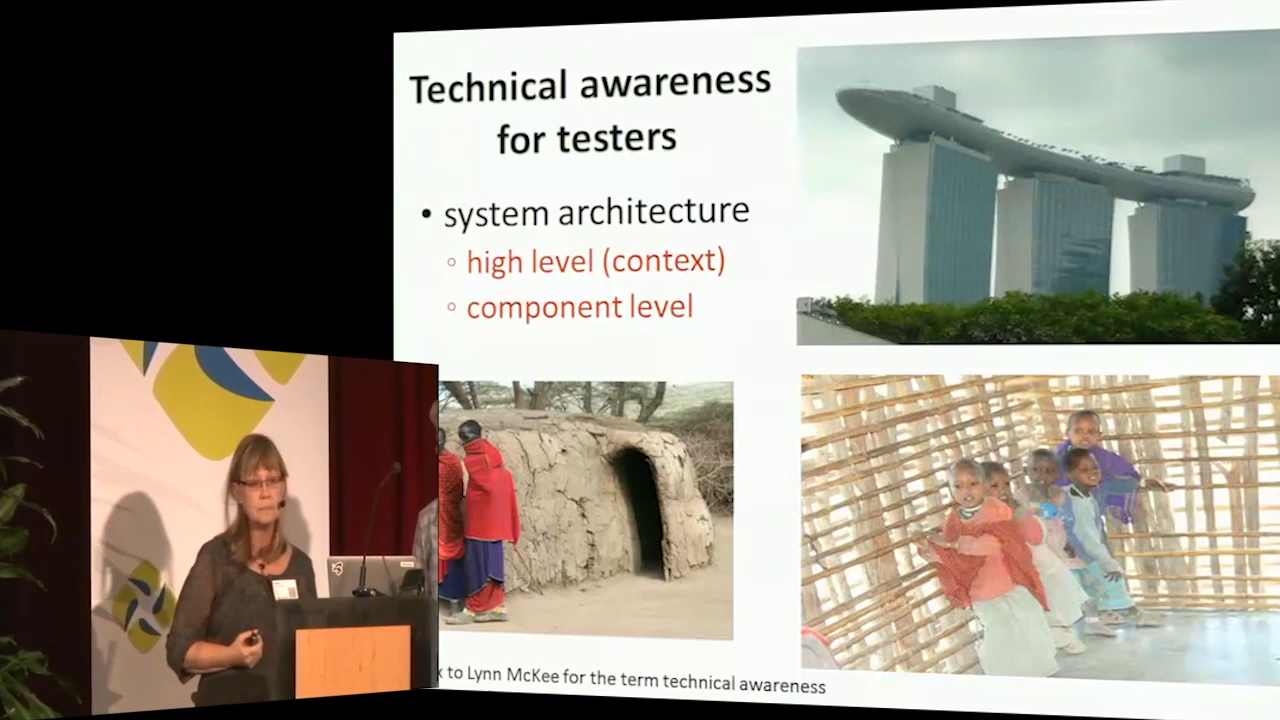 Technical awareness
for testers
• system architecture
◦ high level (context)
◦ component level
to Lynn McKee for the term technical awareness